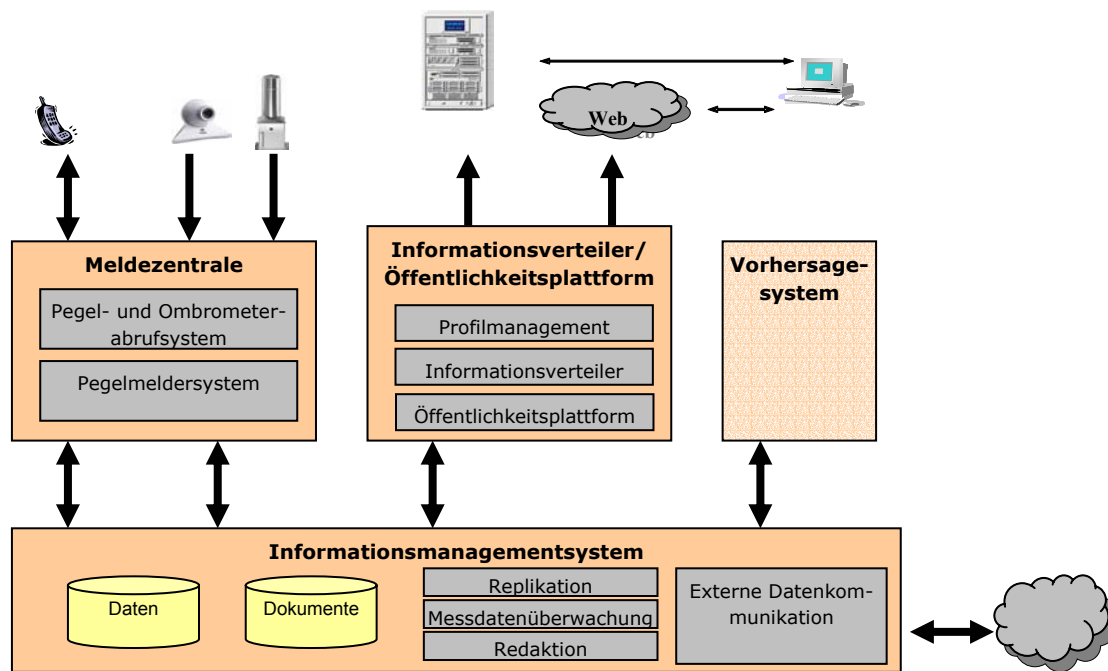 Web
Meldezentrale
Pegel- und Ombrometer-
abrufsystem
Pegelmeldersystem
Informationsverteiler/
Öffentlichkeitsplattform
Profilmanagement
Informationsverteiler
Öffentlichkeitsplattform
Vorhersage-
system
Informationsmanagementsystem
Daten
Dokumente
Replikation
Messdatenüberwachung
Redaktion
Externe Datenkom-
munikation